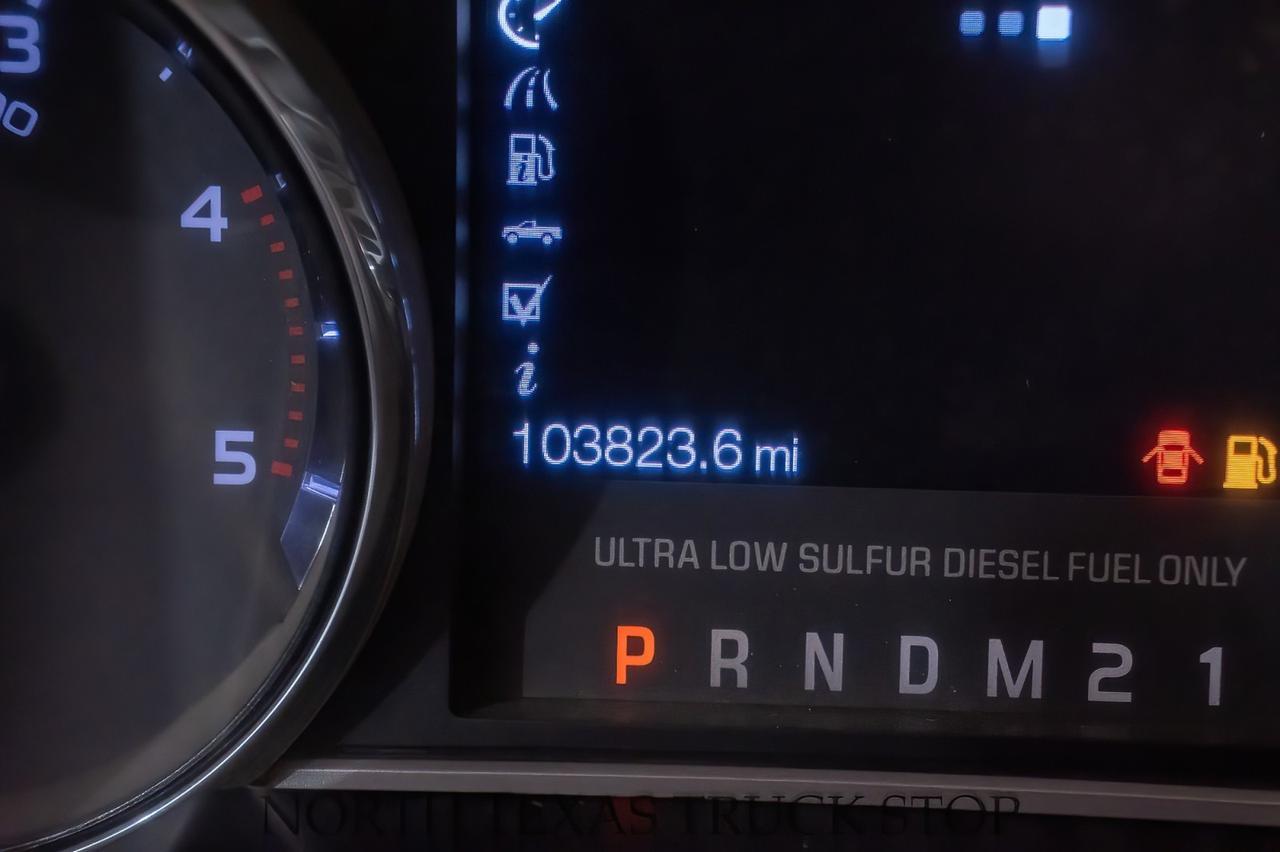 3
4
5
103823.6 mi
ULTRA LOW SULFUR DIESEL FUEL ONLY
P R N D M 2 1
NORTH TEXAS TRUCK STOP